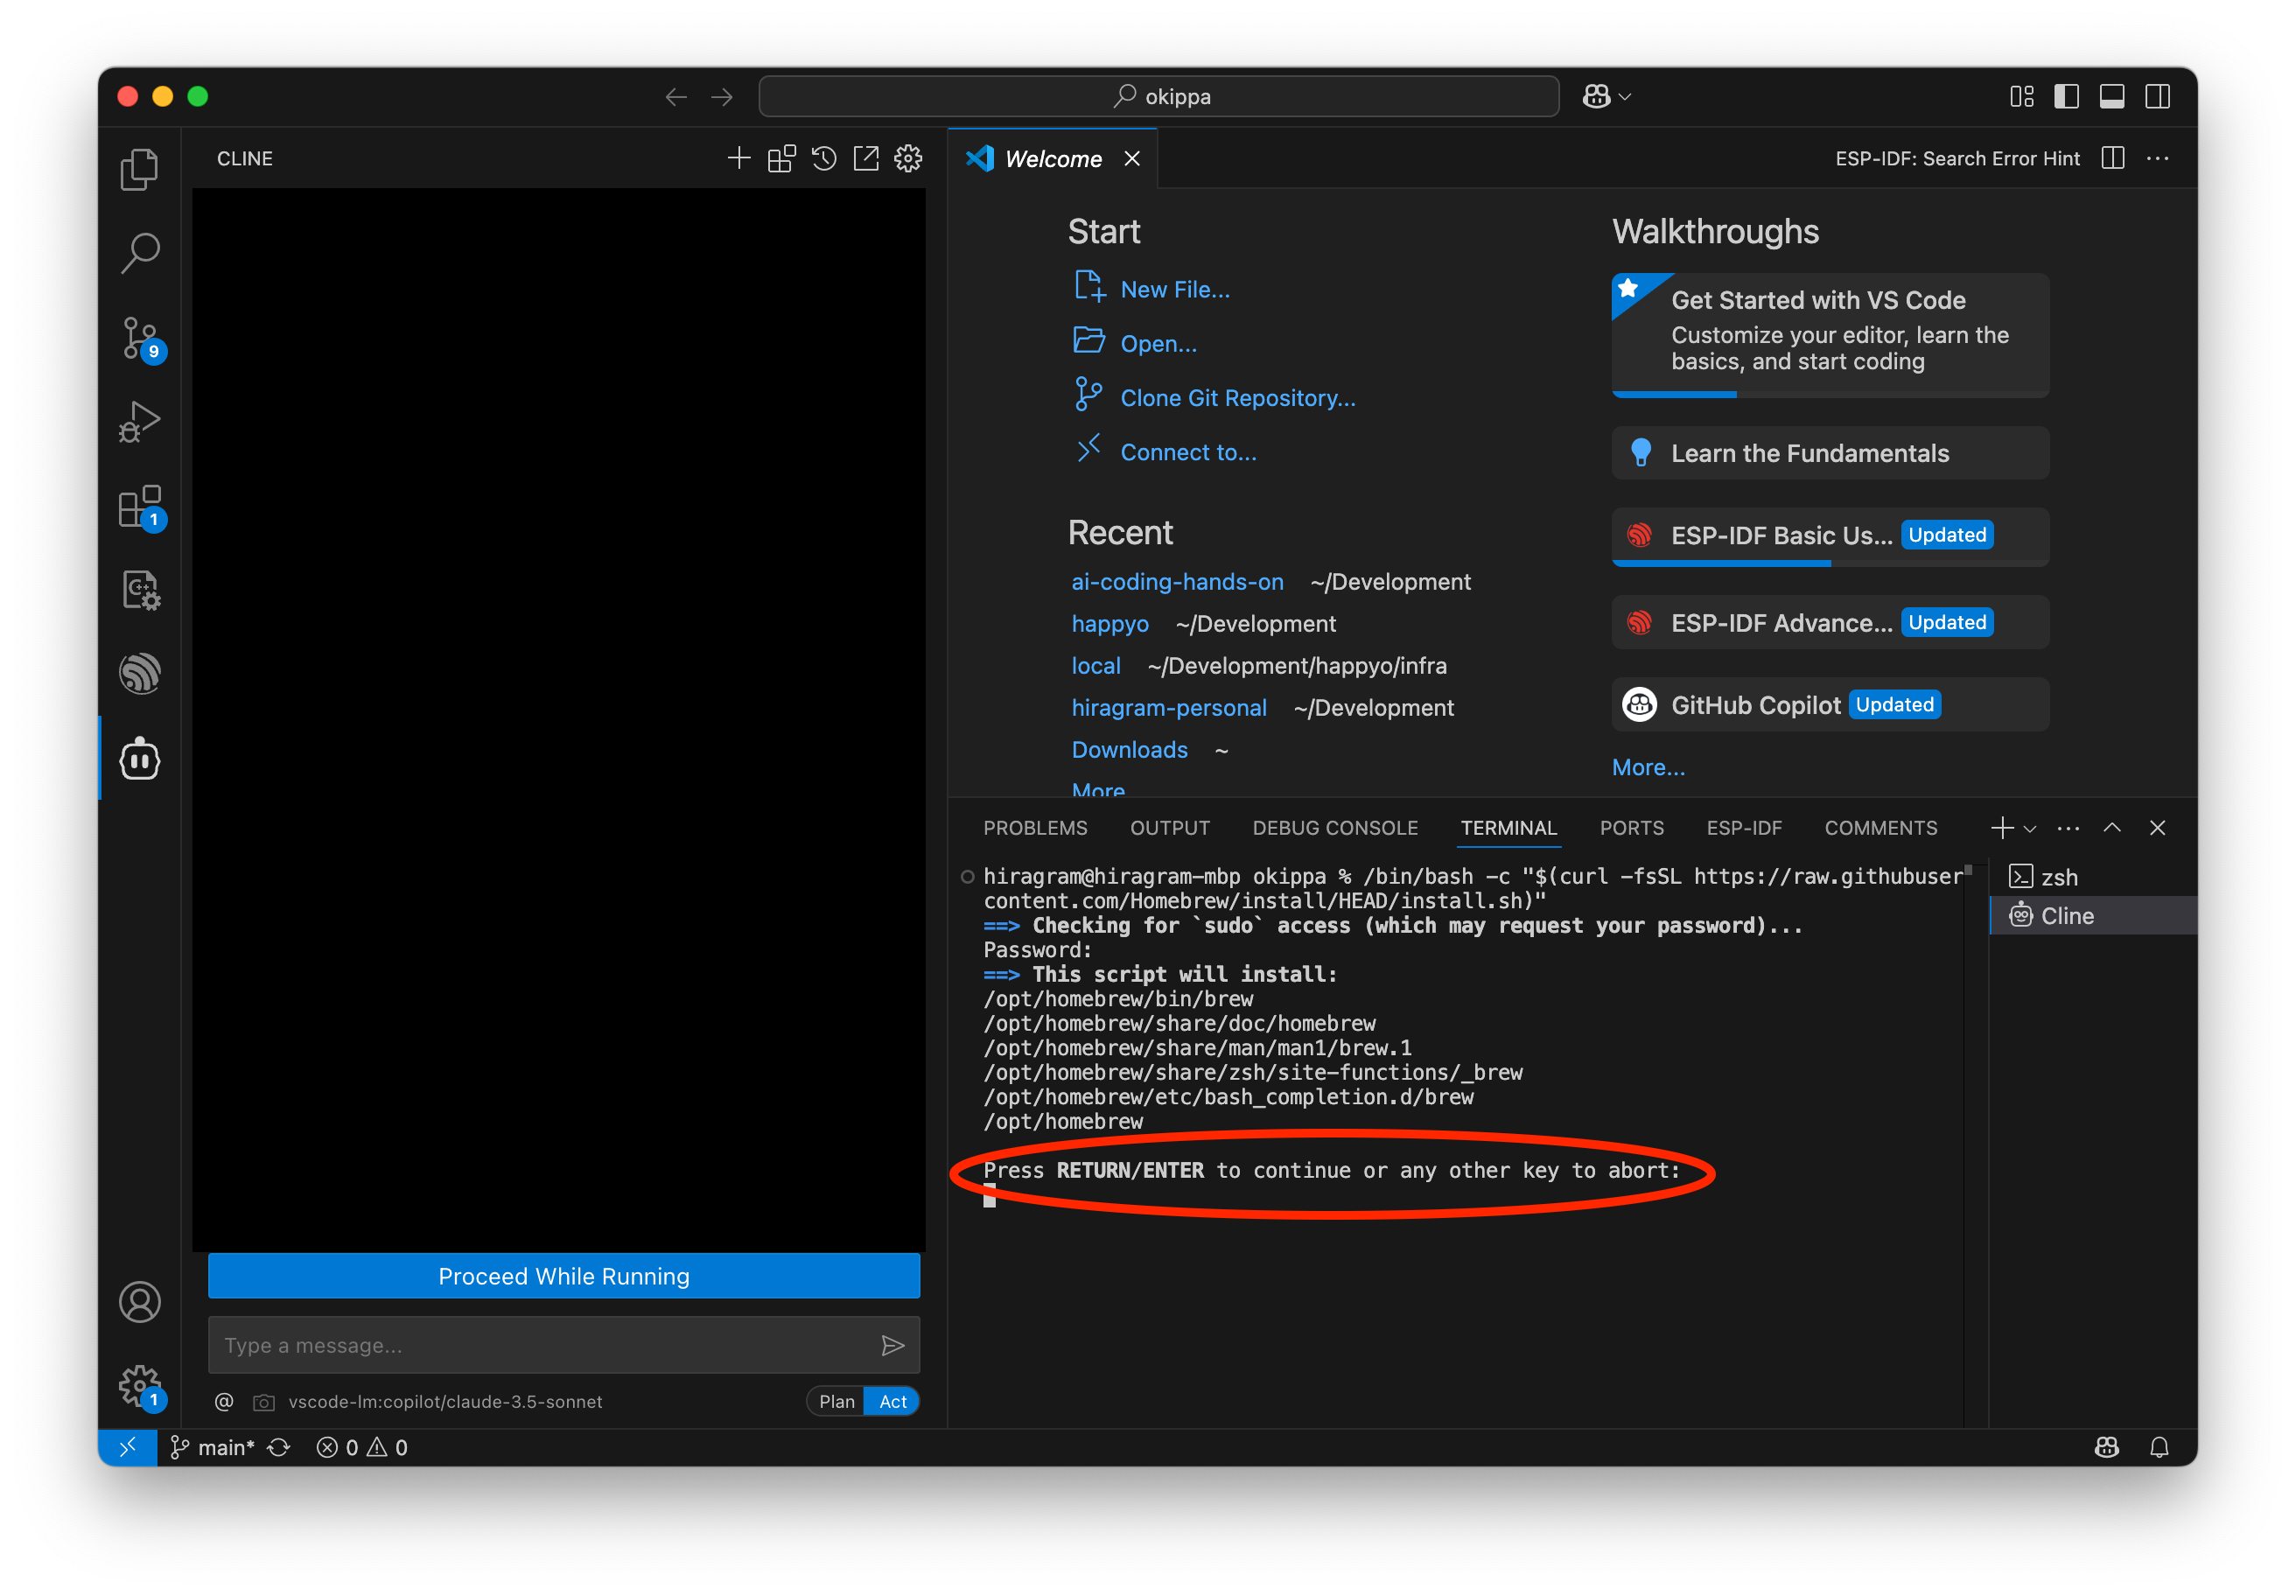 okippa
CLINE
9
1
Proceed While Running
Type a message...
@ vscode-lm:copilot/claude-3.5-sonnet Plan Act
1
Welcome
ESP-IDF: Search Error Hint
Start
New File...
Open...
Clone Git Repository...
Connect to...
Recent
ai-coding-hands-on ~/Development
happyo ~/Development
local ~/Development/happyo/infra
hiragram-personal ~/Development
Downloads ~
More
Walkthroughs
Get Started with VS Code
Customize your editor, learn the
basics, and start coding
Learn the Fundamentals
ESP-IDF Basic Us... Updated
ESP-IDF Advance... Updated
GitHub Copilot Updated
More...
PROBLEMS OUTPUT DEBUG CONSOLE TERMINAL PORTS ESP-IDF COMMENTS
hiragram@hiragram-mbp okippa % /bin/bash -c "$(curl -fsSL https://raw.githubuser
content.com/Homebrew/install/HEAD/install.sh)"
==> Checking for `sudo` access (which may request your password)...
Password:
==> This script will install:
/opt/homebrew/bin/brew
/opt/homebrew/share/doc/homebrew
/opt/homebrew/share/man/man1/brew.1
/opt/homebrew/share/zsh/site-functions/_brew
/opt/homebrew/etc/bash_completion.d/brew
/opt/homebrew
Press RETURN/ENTER to continue or any other key to abort:
zsh
Cline
main* 0 0